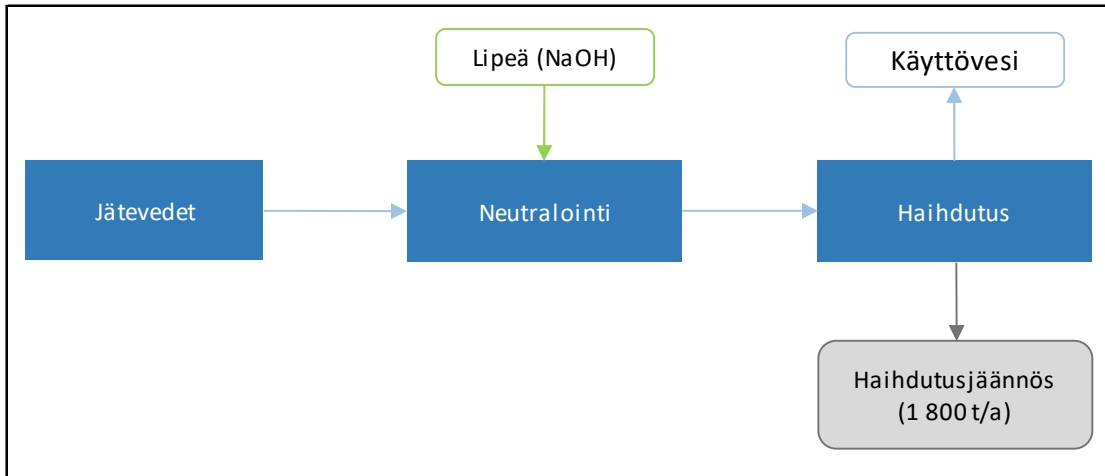 Lipeä (NaOH)
Käyttövesi
Jätevedet
Neutralointi
Haihdutus
Haihdutusjäännös
(1 800 t/a)